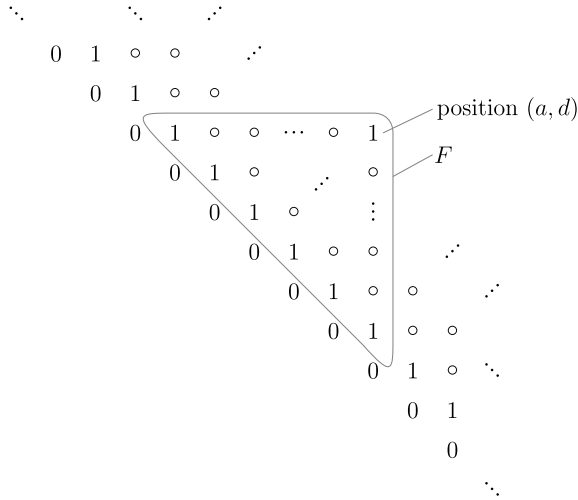 ⋱ ⋱ ⋰
0 1 ∘ ∘ ⋰
0 1 ∘ ∘
position (a, d)
0 1 ∘ ∘ ⋯ ∘ 1
F
0 1 ∘ ⋰ ∘
0 1 ∘ ⋮
0 1 ∘ ∘ ⋰
0 1 ∘ ∘ ⋰
0 1 ∘ ∘
0 1 ∘ ⋱
0 1
0
⋱